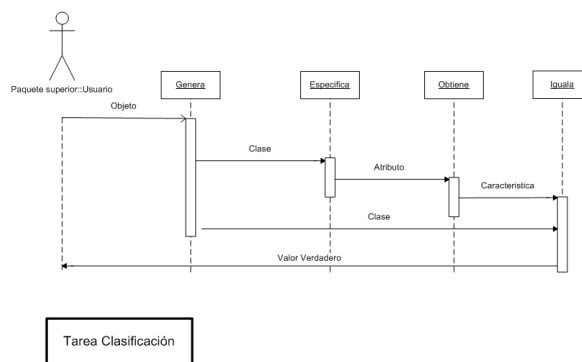 Paquete superior::Usuario
Genera
Especifica
Obtiene
Iguala
Objeto
Clase
Atributo
Caracteristica
Clase
Valor Verdadero
Tarea Clasificación